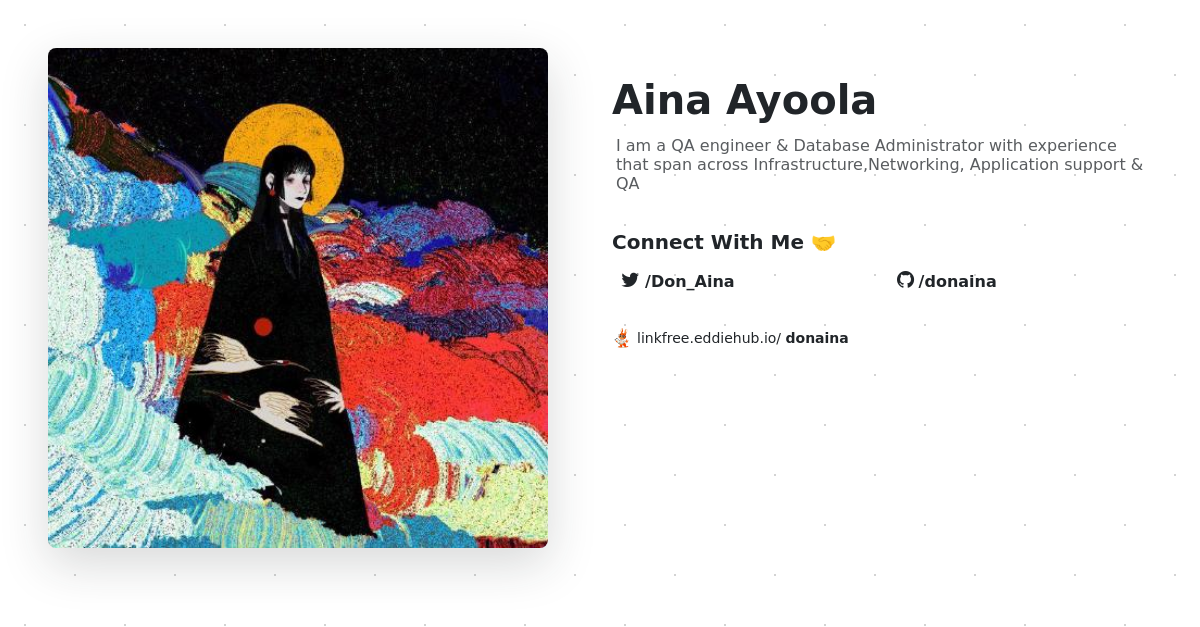 Aina Ayoola
I am a QA engineer & Database Administrator with experience
that span across Infrastructure,Networking, Application support &
QA
Connect With Me 🤝
/Don_Aina
/donaina
linkfree.eddiehub.io/ donaina